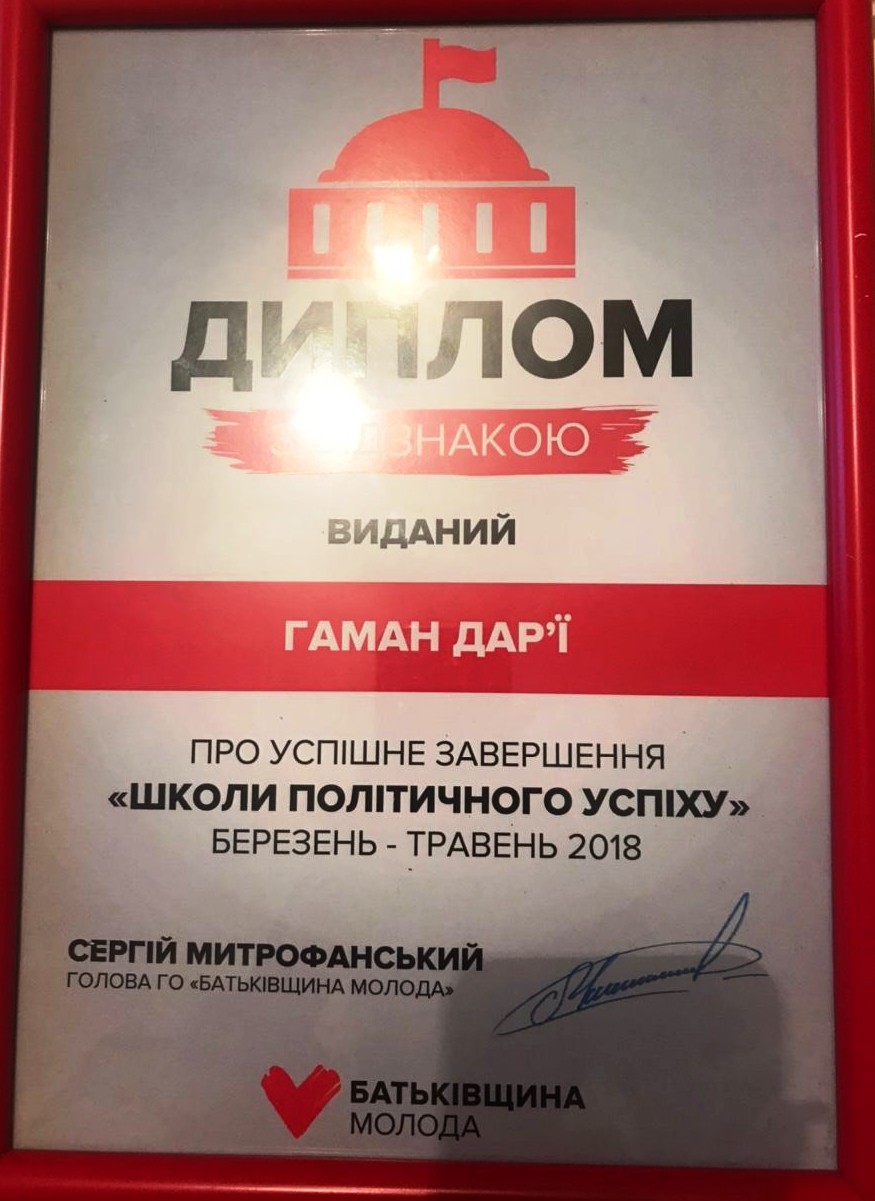 ДИПЛОМ
З ВІДЗНАКОЮ
ВИДАНИЙ
ГАМАН ДАР’Ї
ПРО УСПІШНЕ ЗАВЕРШЕННЯ
«ШКОЛИ ПОЛІТИЧНОГО УСПІХУ»
БЕРЕЗЕНЬ - ТРАВЕНЬ 2018
СЕРГІЙ МИТРОФАНСЬКИЙ
ГОЛОВА ГО «БАТЬКІВЩИНА МОЛОДА»
БАТЬКІВЩИНА
МОЛОДА